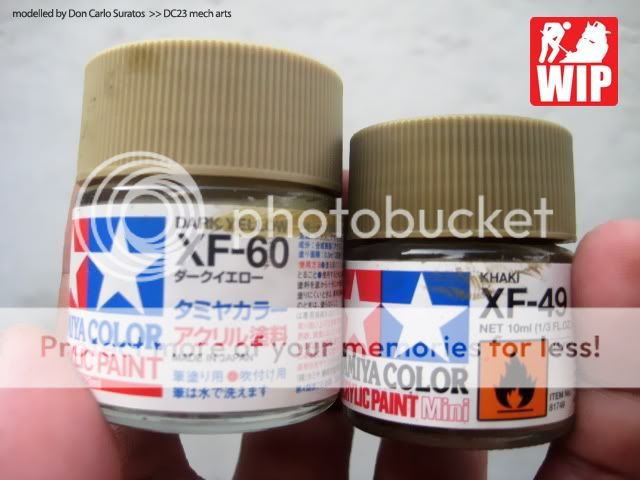 modelled by Don Carlo Suratos >> DC23 mech arts
WIP
DARK YELLOW
XF-60
ダークイエロー
タミヤカラー
アクリル塗料
MADE IN JAPAN
筆塗り用 ●吹付け用
筆は水で洗えます
MIYA COLOR
LIC PAINT
KHAKI
XF-49
NET 10ml (1/3 FL.OZ
AMIYA COLOR
RYLIC PAINT Mini
ITEM NO
81749
photobucket
Protect more of your memories for less!